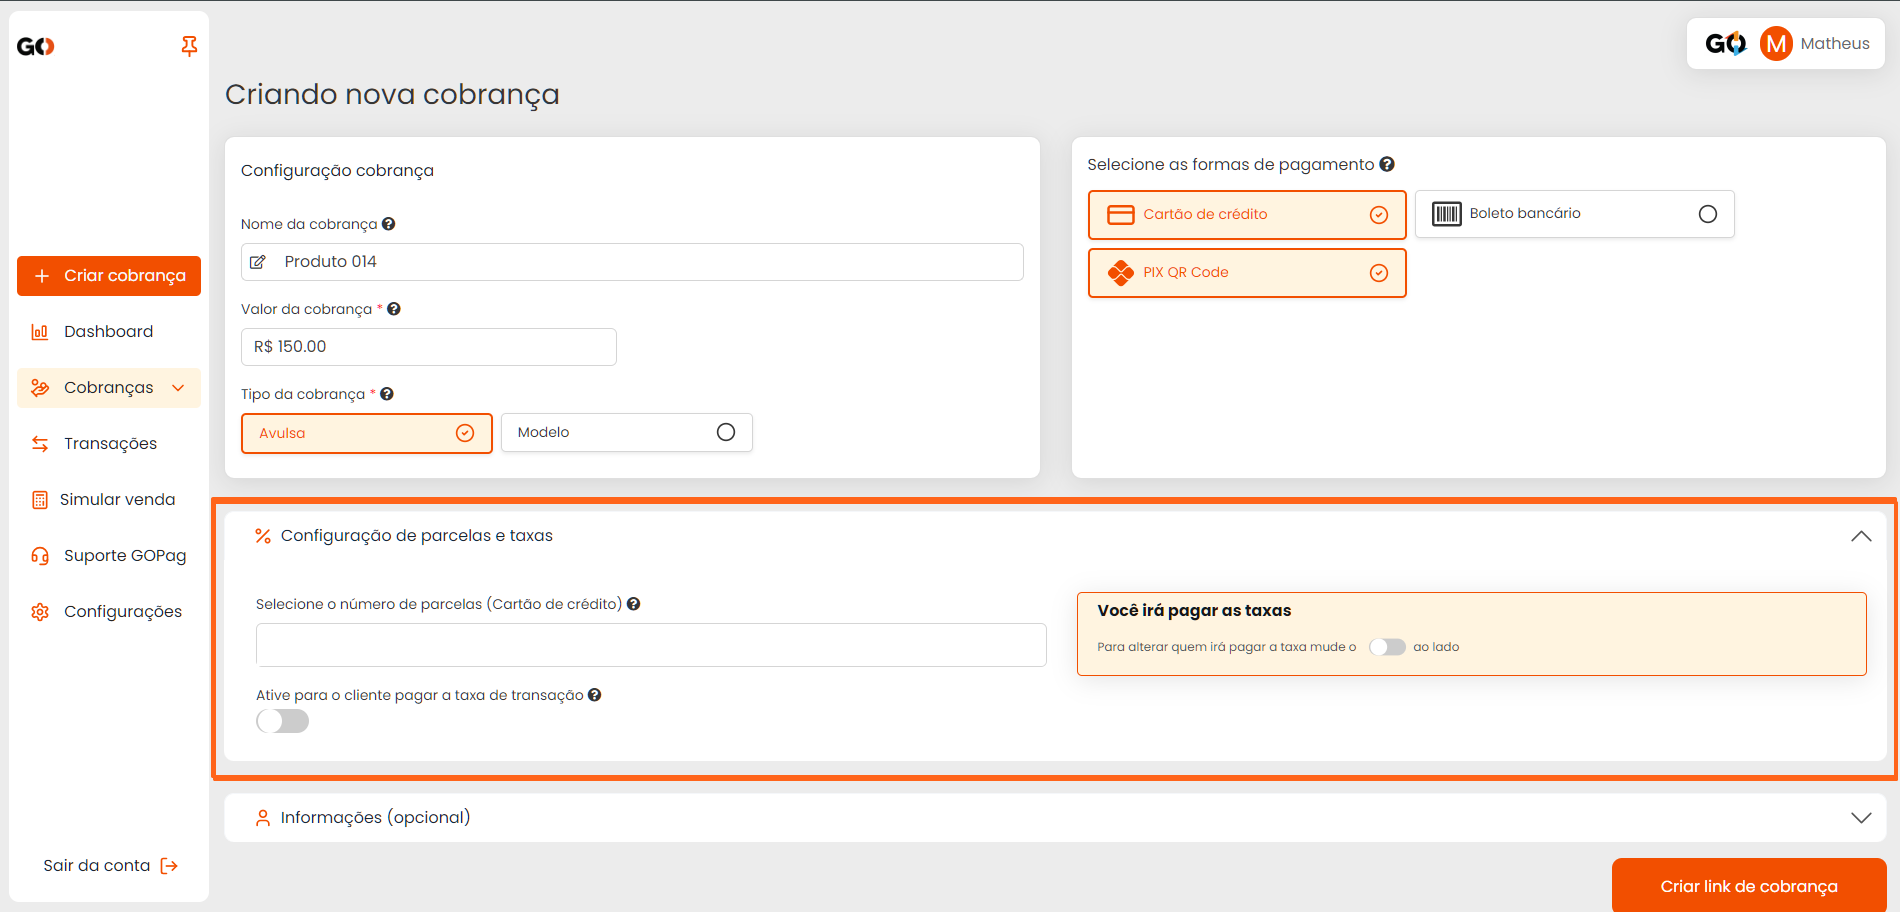 GO
GO M Matheus
Criando nova cobrança
Configuração cobrança
Nome da cobrança ?
Produto 014
Valor da cobrança * ?
R$ 150.00
Tipo da cobrança * ?
Avulsa
Modelo
Selecione as formas de pagamento ?
Cartão de crédito
Boleto bancário
PIX QR Code
Criar cobrança
Dashboard
Cobranças
Transações
Simular venda
Suporte GOPag
Configurações
Sair da conta
Configuração de parcelas e taxas
Selecione o número de parcelas (Cartão de crédito) ?
Ative para o cliente pagar a taxa de transação ?
Você irá pagar as taxas
Para alterar quem irá pagar a taxa mude o ao lado
Informações (opcional)
Criar link de cobrança